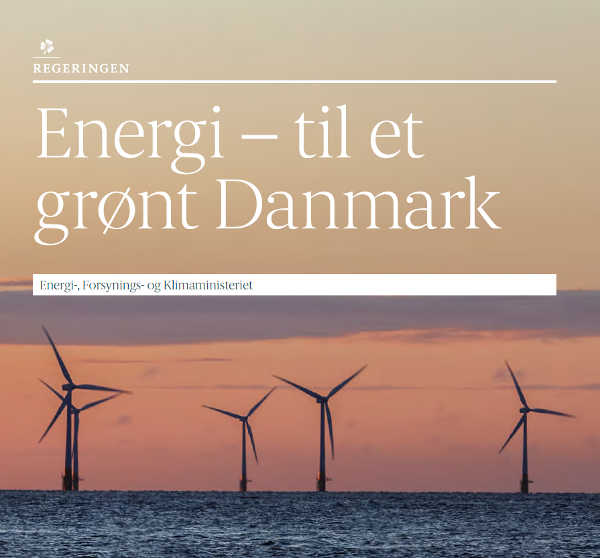 REGERINGEN
Energi – til et
grønt Danmark
Energi-, Forsynings- og Klimaministeriet